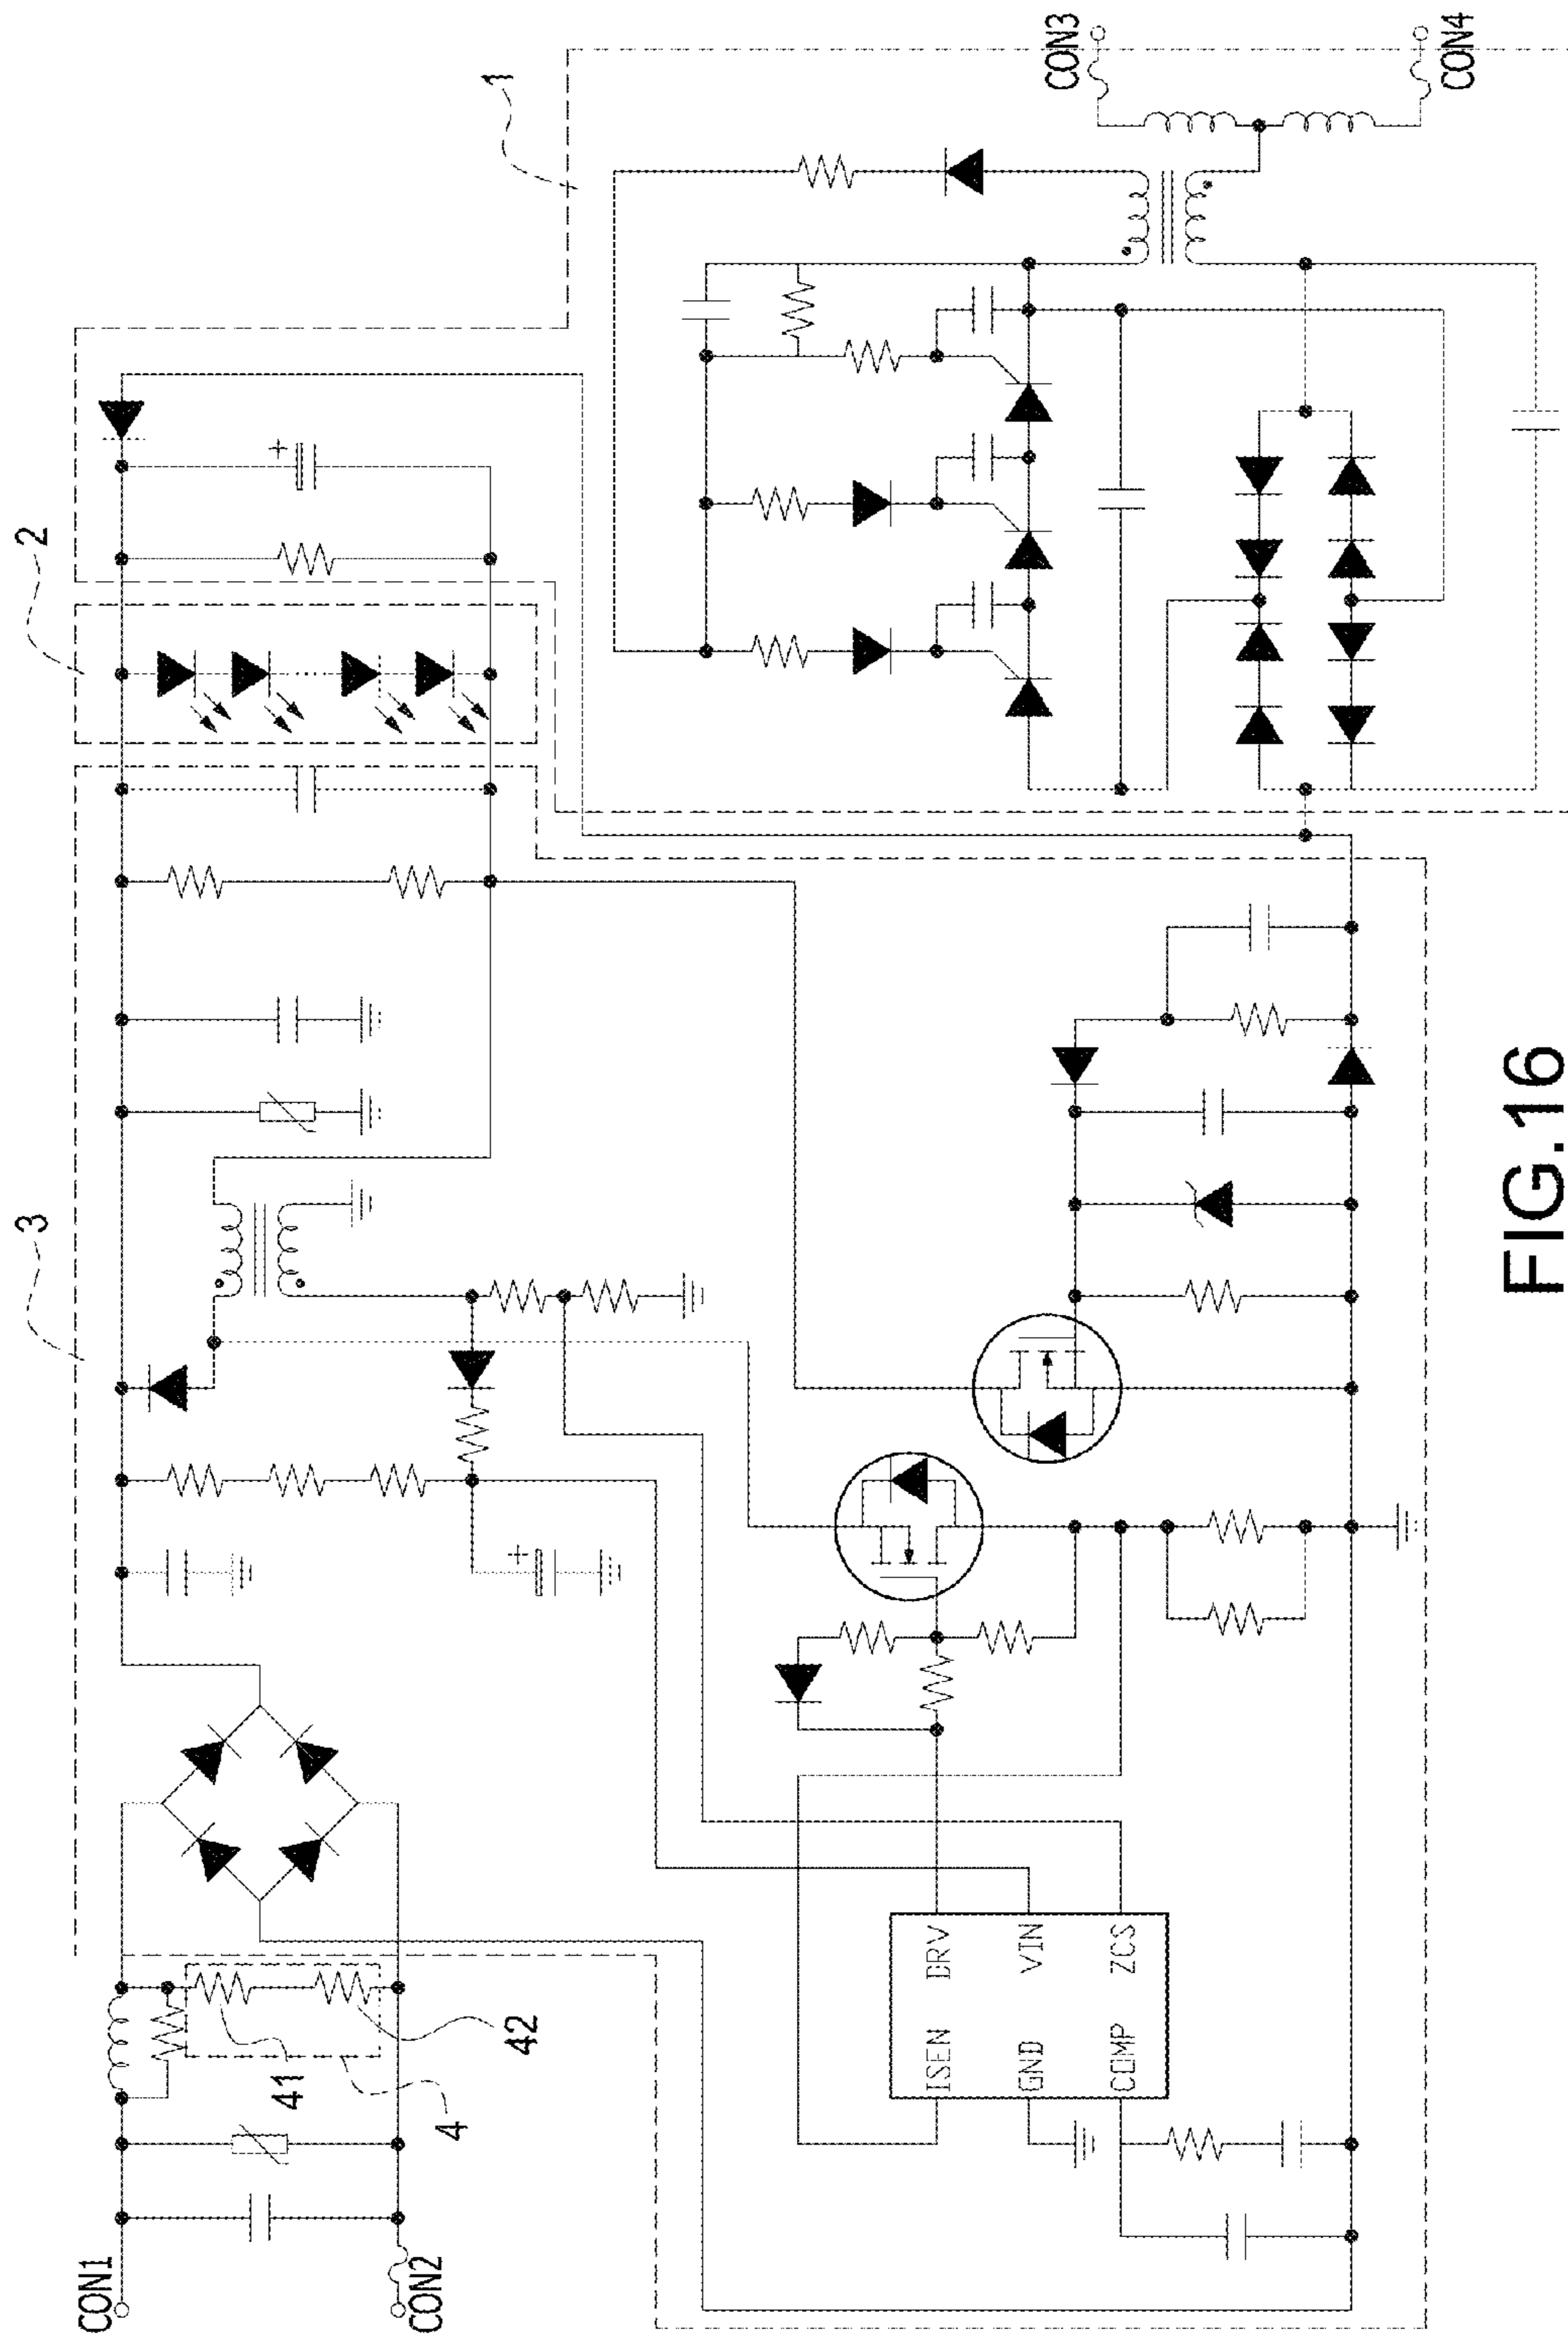 3
2
1
CON1
CON2
41
42
4
CON3
CON4
ISEN
DRV
GND
VIN
COMP
ZCS
FIG.16